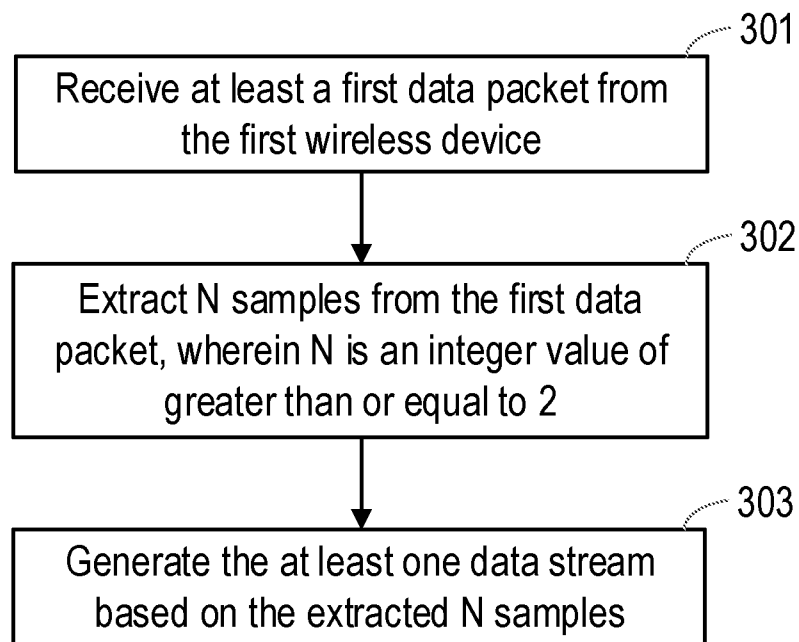 301
Receive at least a first data packet from
the first wireless device
302
Extract N samples from the first data
packet, wherein N is an integer value of
greater than or equal to 2
303
Generate the at least one data stream
based on the extracted N samples